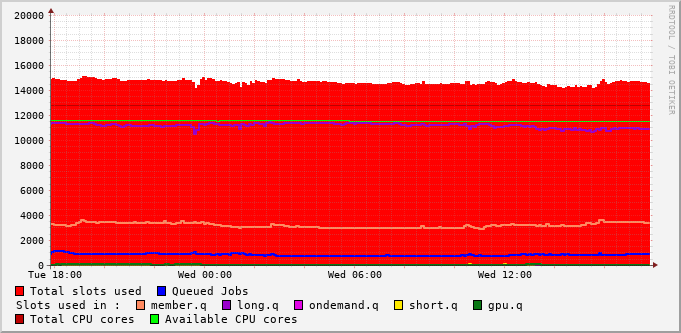 RRDTOOL / TOBI OETIKER
20000
18000
16000
14000
12000
10000
8000
6000
4000
2000
0
Tue 18:00 Wed 00:00 Wed 06:00 Wed 12:00
Total slots used Queued Jobs
Slots used in : member.q long.q ondemand.q short.q gpu.q
Total CPU cores Available CPU cores